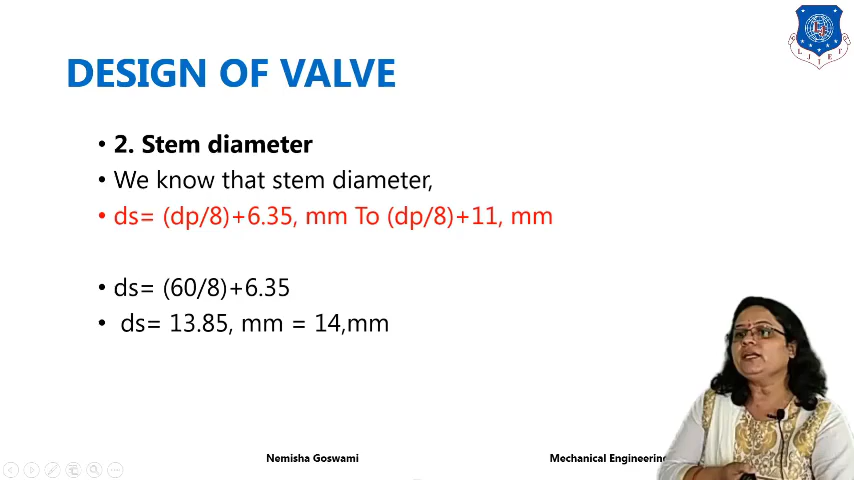 DESIGN OF VALVE
• 2. Stem diameter
• We know that stem diameter,
• ds= (dp/8)+6.35, mm To (dp/8)+11, mm
• ds= (60/8)+6.35
• ds= 13.85, mm = 14,mm
Nemisha Goswami
Mechanical Engineering
L J I E T